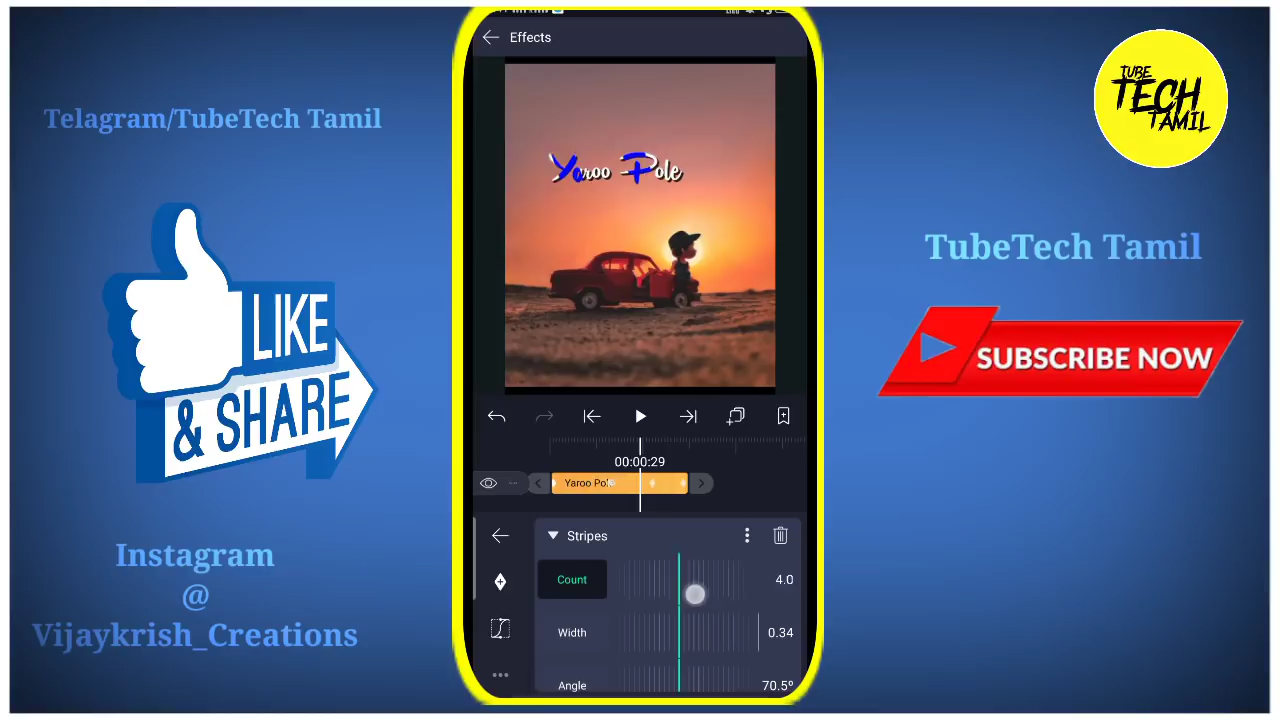 Effects
Telagram/TubeTech Tamil
TUBE
TECH
TAMIL
Yaroo Pole
TubeTech Tamil
LIKE
& SHARE
SUBSCRIBE NOW
00:00:29
Yaroo Pole
Stripes
Count 4.0
Width 0.34
Angle 70.5º
Instagram
@
Vijaykrish_Creations